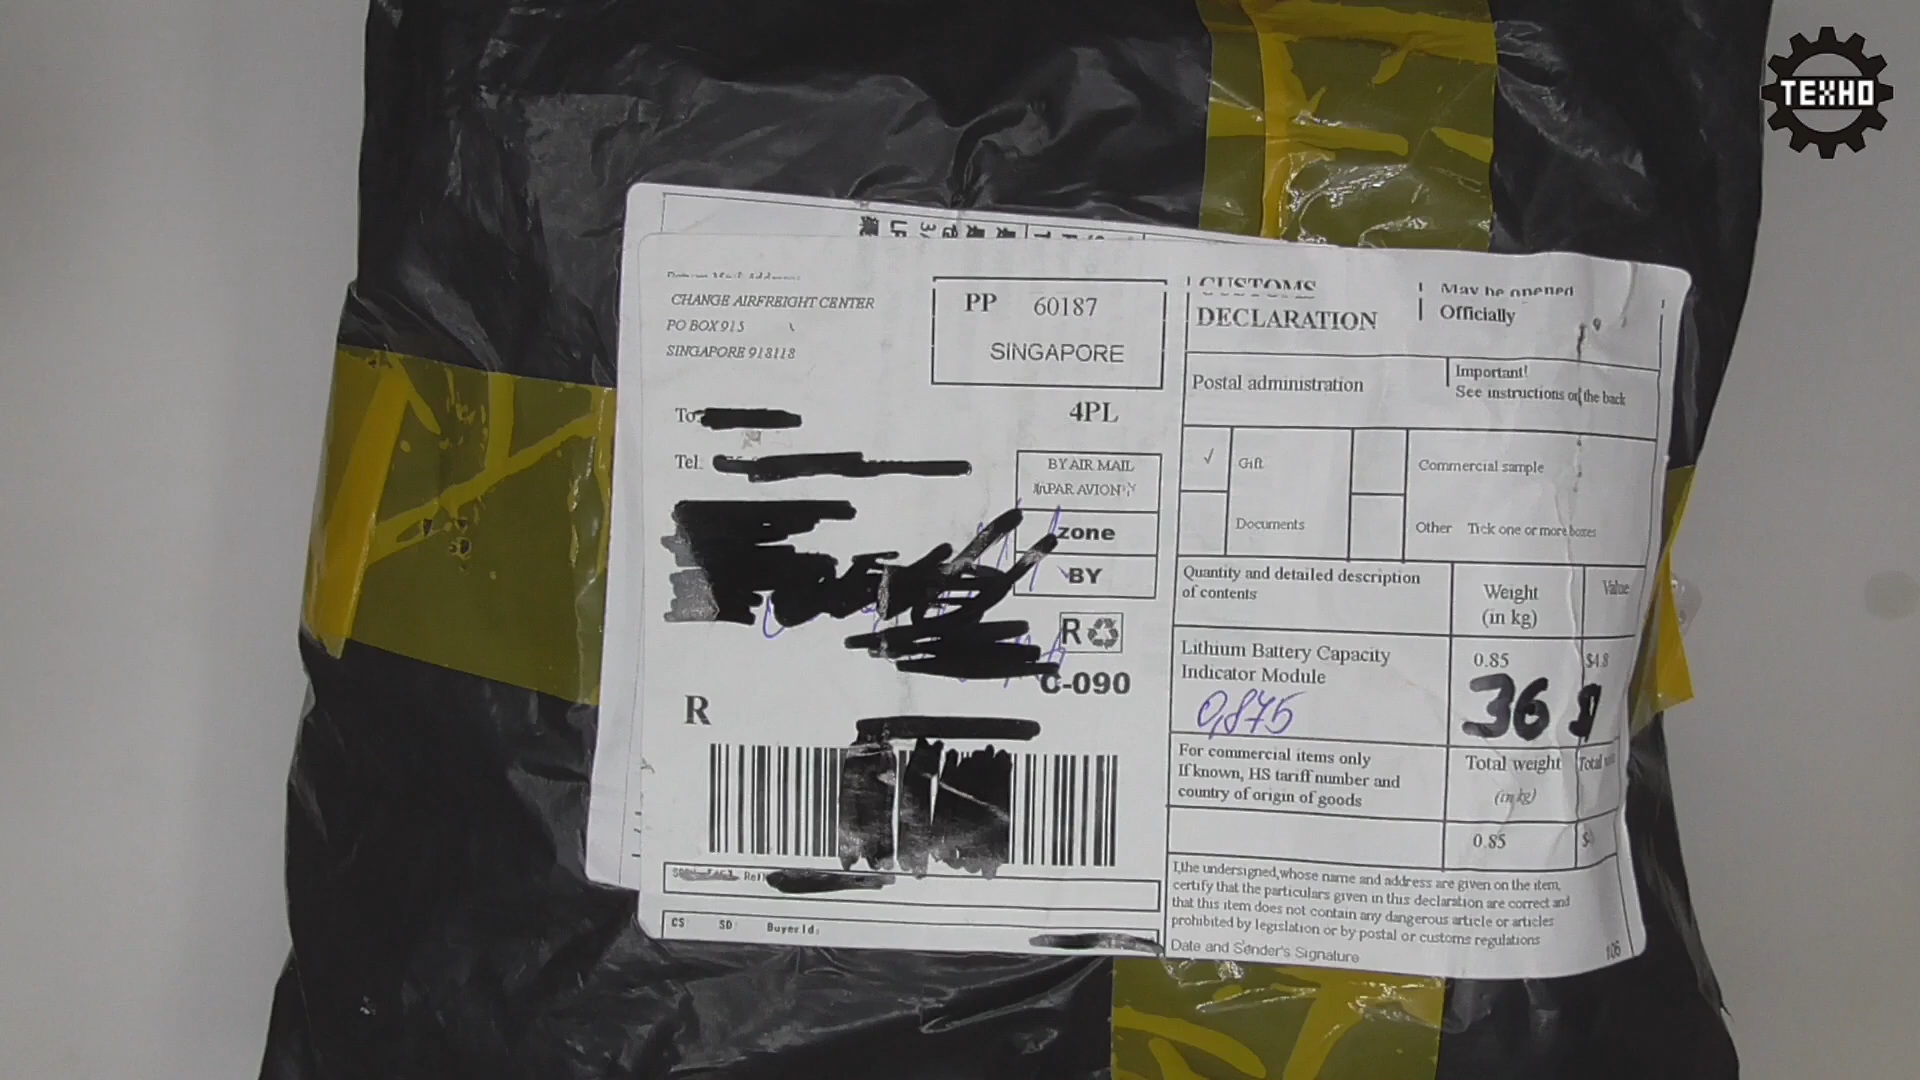 TEXHO
CHANGE AIRFREIGHT CENTER
PO BOX 915
SINGAPORE 918118
PP 60187
SINGAPORE
4PL
To:
Tel:
BY AIR MAIL
PAR AVION
zone
BY
R
C-090
R
CS: SD: Buyer Id:
CUSTOMS
DECLARATION
May be opened
Officially
Postal administration
Important!
See instructions on the back
√ Gift
Commercial sample
Documents
Other Tick one or more boxes
Quantity and detailed description
of contents
Weight
(in kg)
Value
Lithium Battery Capacity
Indicator Module
0.85
$48
0,875
36
For commercial items only
If known, HS tariff number and
country of origin of goods
Total weight
(in kg)
Total
0.85
I,the undersigned,whose name and address are given on the item,
certify that the particulars given in this declaration are correct and
that this item does not contain any dangerous article or articles
prohibited by legislation or by postal or customs regulations
Date and Sender's Signature
106